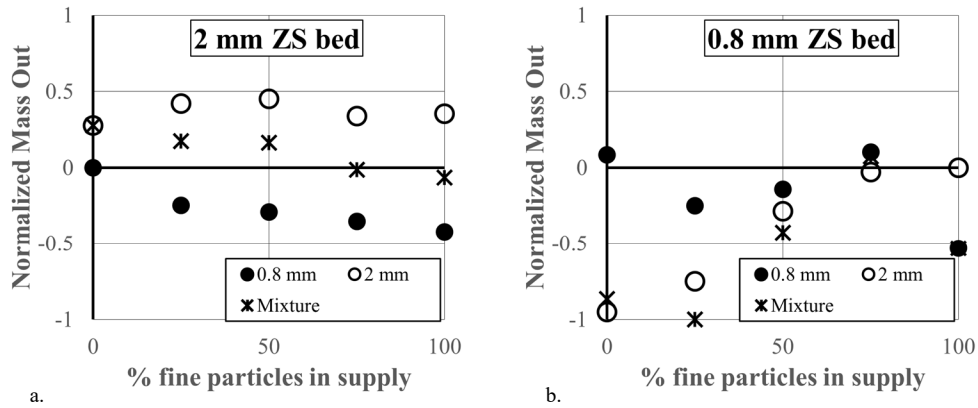 2 mm ZS bed
Normalized Mass Out
1
0.5
0
-0.5
-1
0.8 mm
2 mm
Mixture
0
50
100
% fine particles in supply
a.
0.8 mm ZS bed
Normalized Mass Out
1
0.5
0
-0.5
-1
0.8 mm
2 mm
Mixture
0
50
100
% fine particles in supply
b.